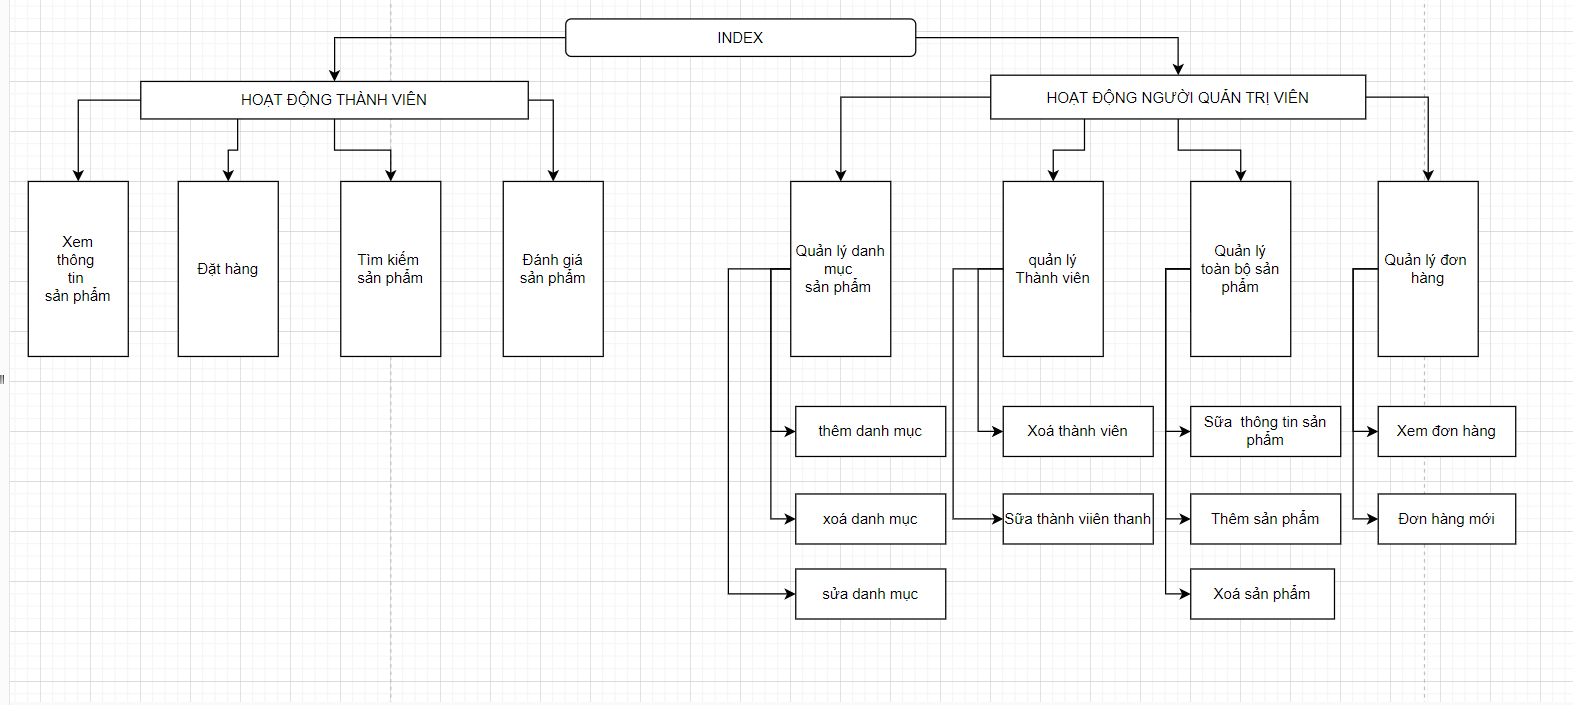 INDEX
HOẠT ĐỘNG THÀNH VIÊN
HOẠT ĐỘNG NGƯỜI QUẢN TRỊ VIÊN
Xem
thông
tin
sản phẩm
Đặt hàng
Tìm kiếm
sản phẩm
Đánh giá
sản phẩm
Quản lý danh
mục
sản phẩm
quản lý
Thành viên
Quản lý
toàn bộ sản
phẩm
Quản lý đơn
hàng
thêm danh mục
Xoá thành viên
Sữa  thông tin sản
phẩm
Xem đơn hàng
xoá danh mục
Sữa thành viiên thanh
Thêm sản phẩm
Đơn hàng mới
sửa danh mục
Xoá sản phẩm